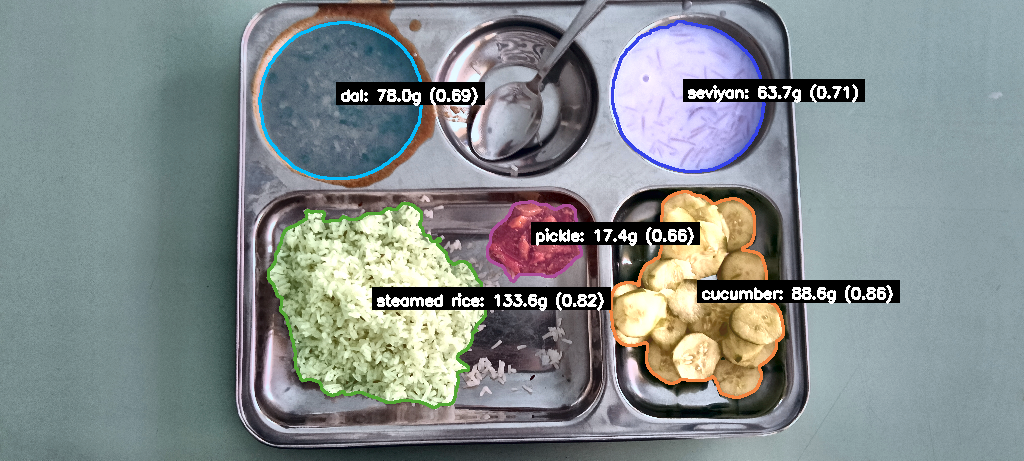 dal: 78.0g (0.69)
seviyan: 63.7g (0.71)
pickle: 17.4g (0.66)
steamed rice: 133.6g (0.82)
cucumber: 88.6g (0.86)